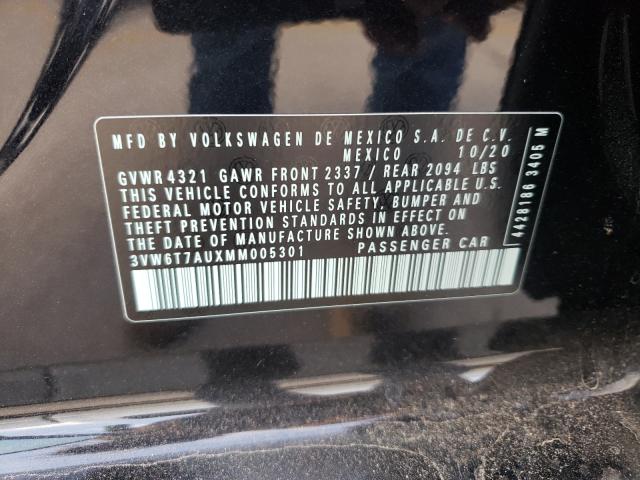 MFD BY VOLKSWAGEN DE MEXICO S.A. DE C.V.
MEXICO 10/20
GVWR 4321 GAWR FRONT 2337 / REAR 2094 LBS
THIS VEHICLE CONFORMS TO ALL APPLICABLE U.S.
FEDERAL MOTOR VEHICLE SAFETY, BUMPER AND
THEFT PREVENTION STANDARDS IN EFFECT ON
THE DATE OF MANUFACTURE SHOWN ABOVE.
3VW6T7AUXMM005301 PASSENGER CAR
4428186 3405 M